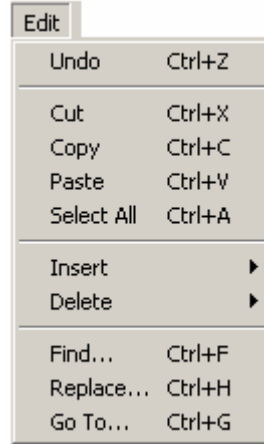 Edit
Undo Ctrl+Z
Cut Ctrl+X
Copy Ctrl+C
Paste Ctrl+V
Select All Ctrl+A
Insert
Delete
Find... Ctrl+F
Replace... Ctrl+H
Go To... Ctrl+G